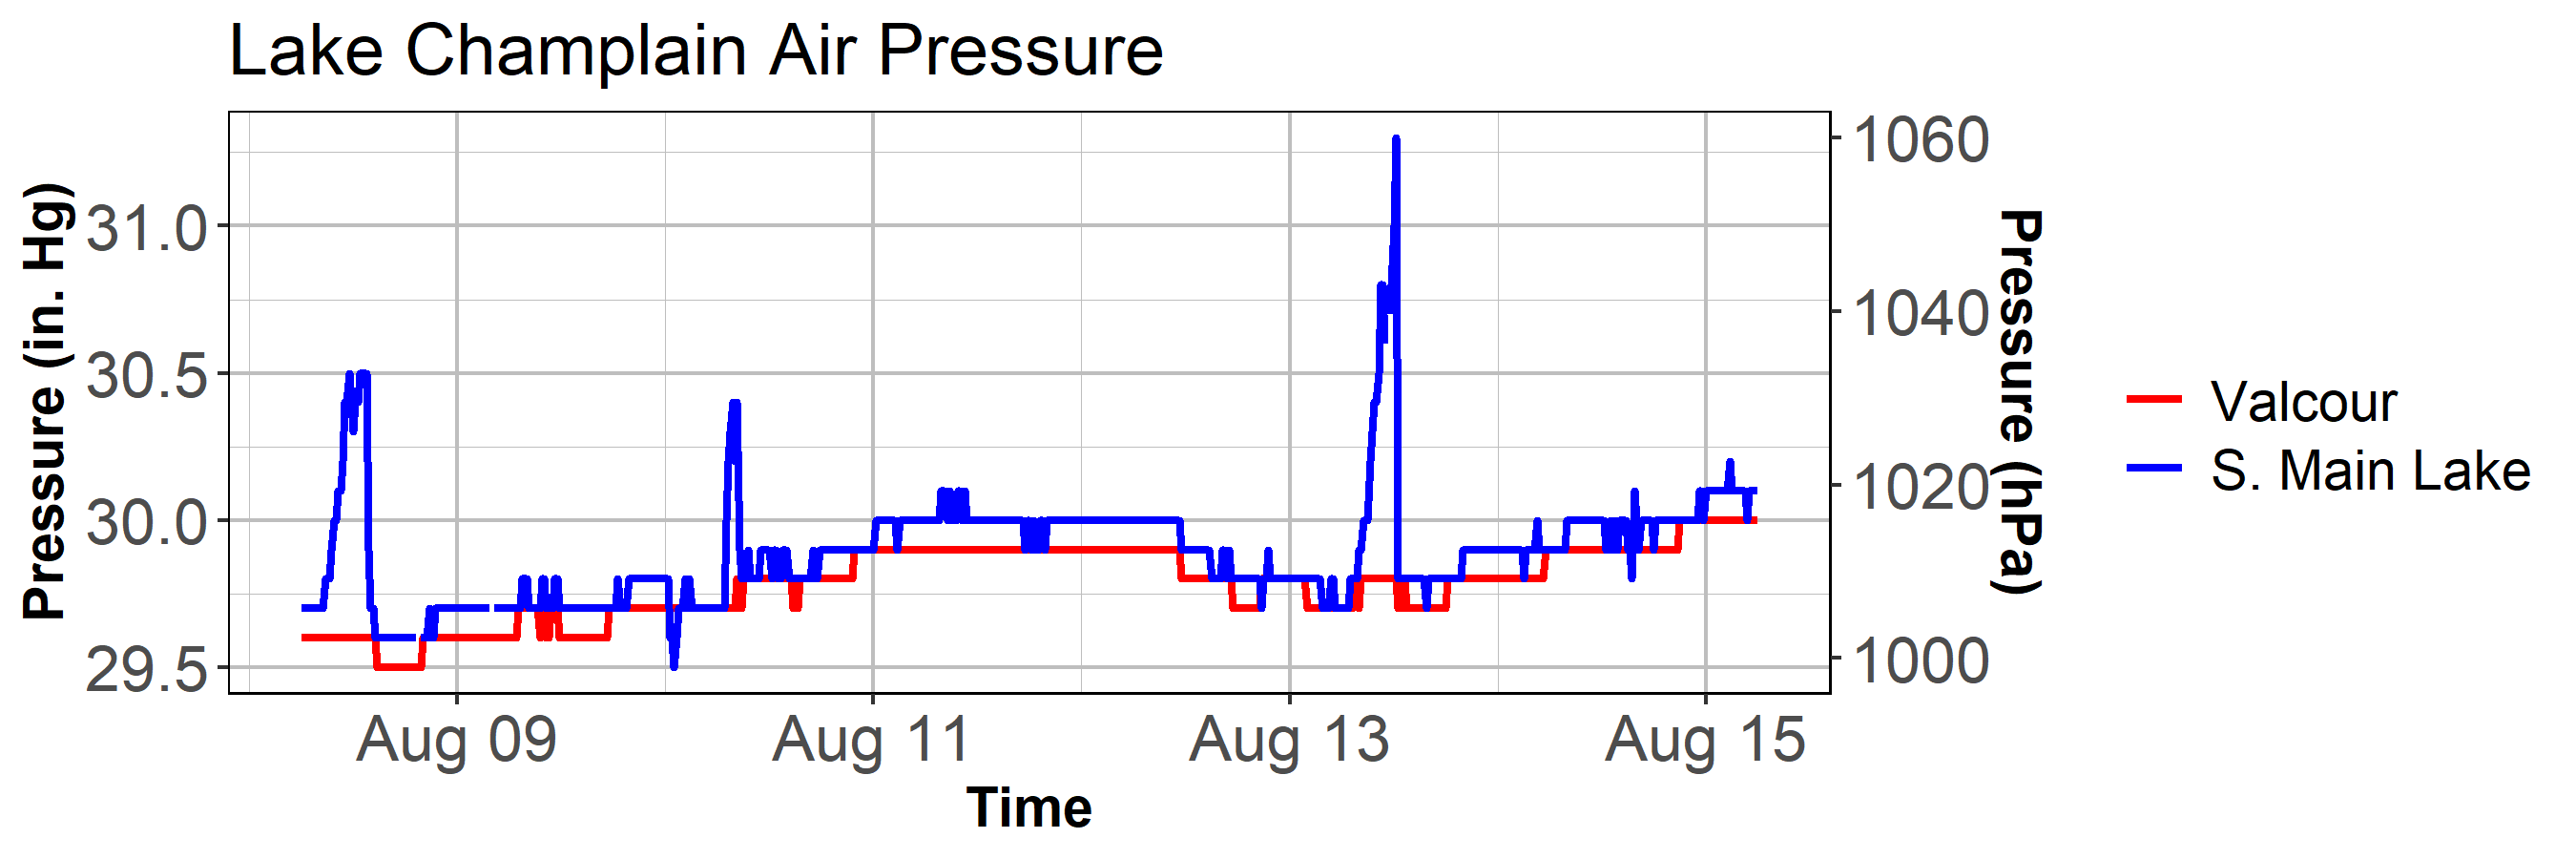 Lake Champlain Air Pressure
Pressure (in. Hg)
31.0
30.5
30.0
29.5
1060
1040
1020
1000
Pressure (hPa)
Aug 09
Aug 11
Aug 13
Aug 15
Time
Valcour
S. Main Lake